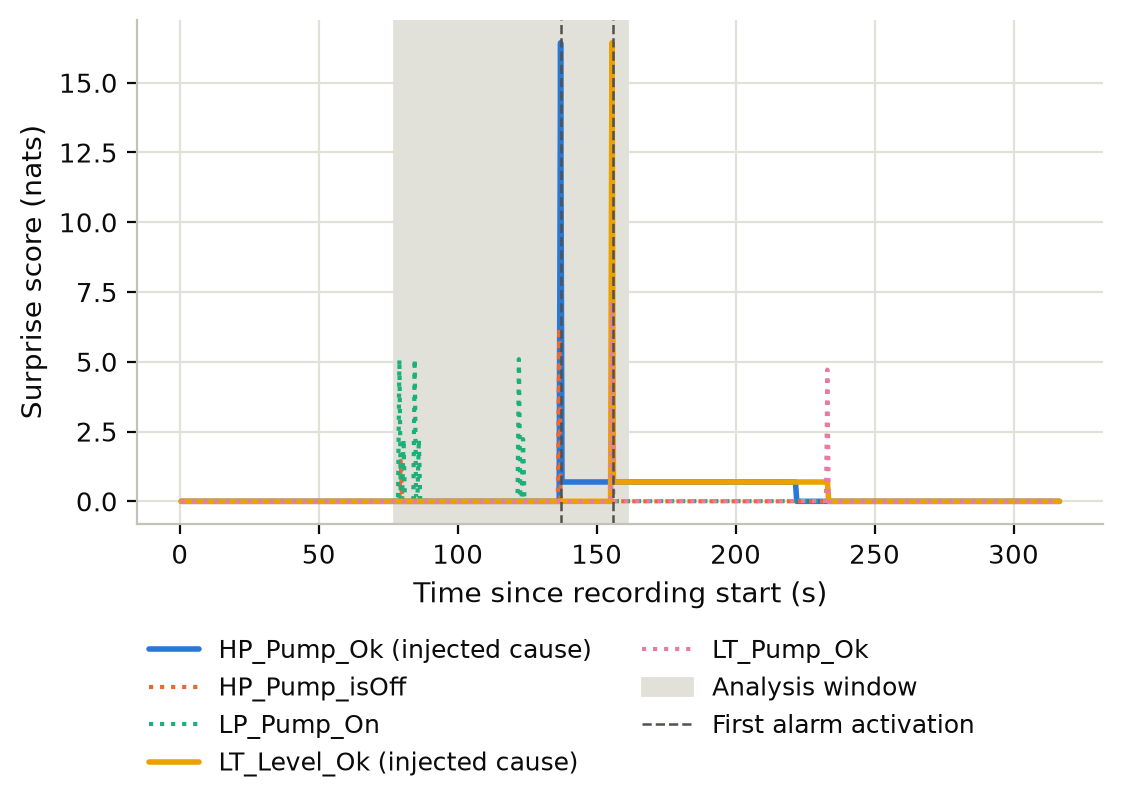 15.0
12.5
10.0
7.5
5.0
2.5
0.0
Surprise score (nats)
0 50 100 150 200 250 300
Time since recording start (s)
HP_Pump_Ok (injected cause)
HP_Pump_isOff
LP_Pump_On
LT_Level_Ok (injected cause)
LT_Pump_Ok
Analysis window
First alarm activation